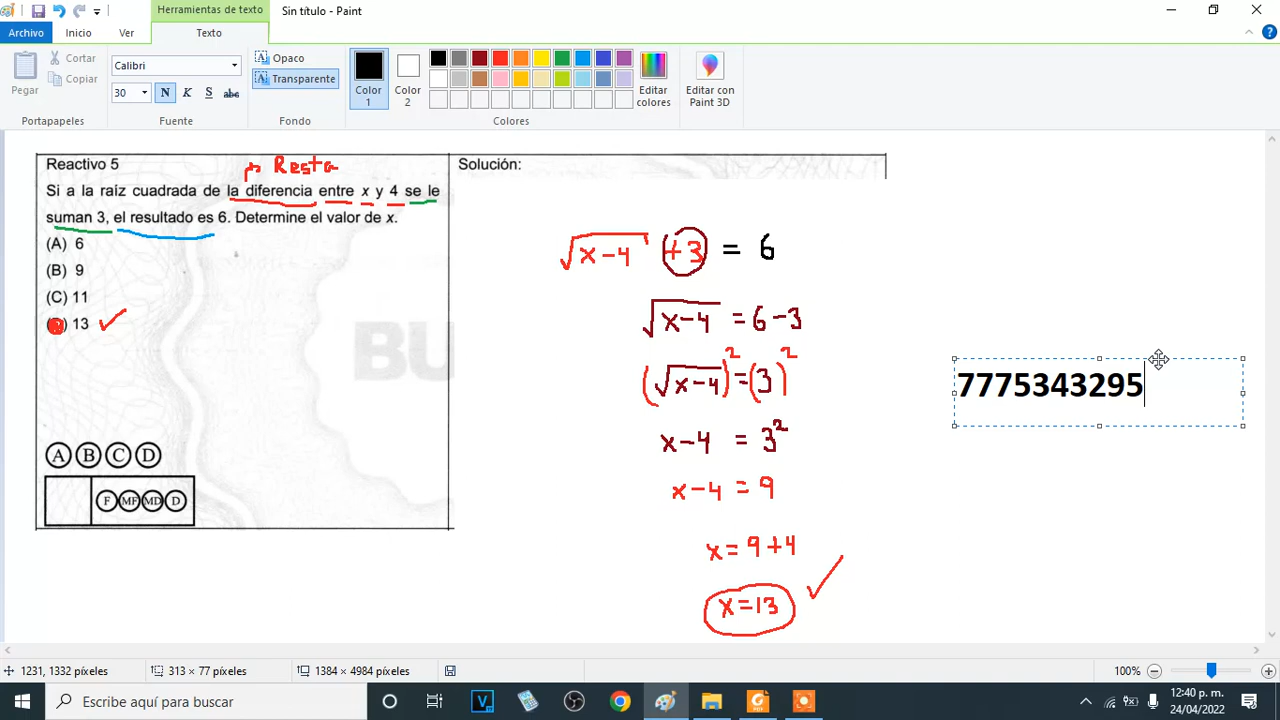 Herramientas de texto
Sin título - Paint
Archivo
Inicio
Ver
Texto
Pegar
Cortar
Copiar
Portapapeles
Calibri
30
N K S abc
Fuente
Opaco
Transparente
Fondo
Color 1
Color 2
Colores
Editar colores
Editar con Paint 3D
Reactivo 5
Resta
Si a la raíz cuadrada de la diferencia entre x y 4 se le
suman 3, el resultado es 6. Determine el valor de x.
(A) 6
(B) 9
(C) 11
13 ✓
A B C D
F MF MD D
BU
Solución:
√(x-4) +3 = 6
√(x-4) = 6-3
(√(x-4))² = (3)²
x-4 = 3²
x-4 = 9
x = 9+4
x=13 ✓
7775343295
1231, 1332 píxeles
313 × 77 píxeles
1384 × 4984 píxeles
100%
Escribe aquí para buscar
12:40 p. m.
24/04/2022